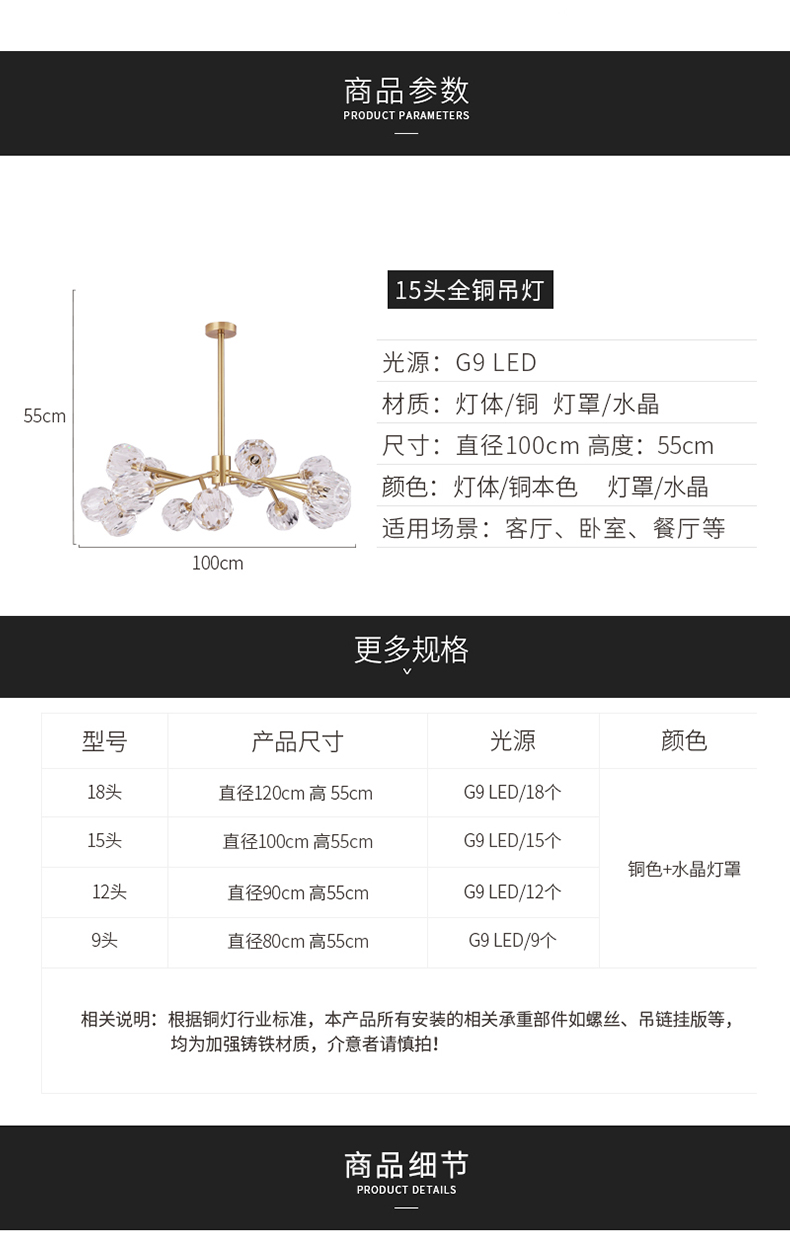 商品参数
PRODUCT PARAMETERS
15头全铜吊灯
光源：G9 LED
材质：灯体/铜 灯罩/水晶
尺寸：直径100cm 高度：55cm
颜色：灯体/铜本色 灯罩/水晶
适用场景：客厅、卧室、餐厅等
55cm
100cm
更多规格
型号 产品尺寸 光源 颜色
18头 直径120cm 高 55cm G9 LED/18个
15头 直径100cm 高55cm G9 LED/15个
铜色+水晶灯罩
12头 直径90cm 高55cm G9 LED/12个
9头 直径80cm 高55cm G9 LED/9个
相关说明：根据铜灯行业标准，本产品所有安装的相关承重部件如螺丝、吊链挂版等，
均为加强铸铁材质，介意者请慎拍！
商品细节
PRODUCT DETAILS